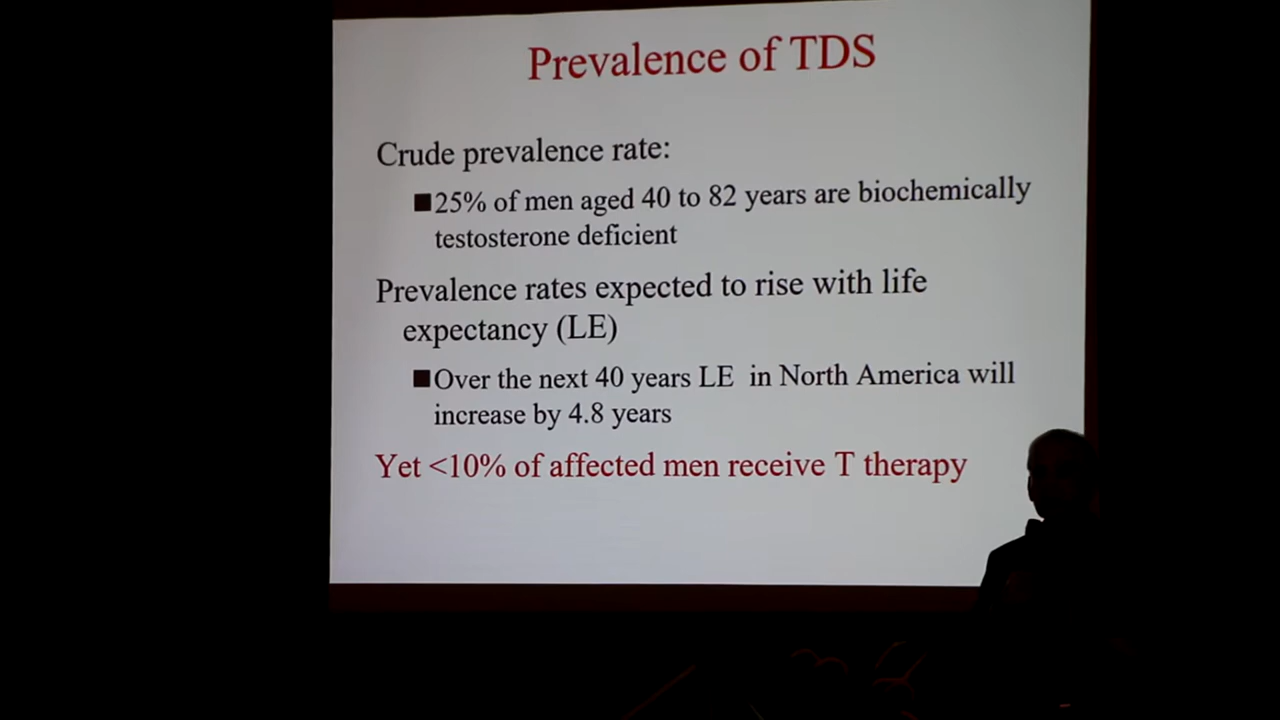 Prevalence of TDS
Crude prevalence rate:
■25% of men aged 40 to 82 years are biochemically
testosterone deficient
Prevalence rates expected to rise with life
expectancy (LE)
■Over the next 40 years LE in North America will
increase by 4.8 years
Yet <10% of affected men receive T therapy